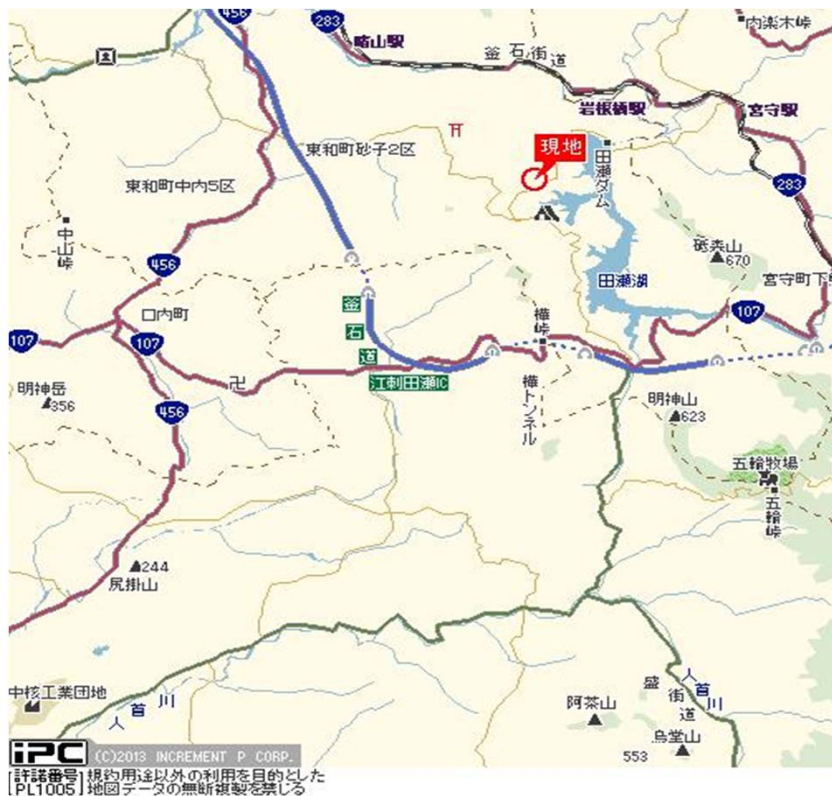 456
283
内楽木峠
晴山駅
釜石街道
岩根橋駅
宮守駅
現地
東和町砂子2区
田瀬ダム
東和町中内5区
283
中山峠
砥森山
670
456
田瀬湖
宮守町下
釜石道
107
口内町
樺峠
107
107
江刺田瀬IC
明神岳
356
卍
樺トンネル
明神山
623
456
五輪牧場
五輪峠
244
尻掛山
人首川
盛街道
中核工業団地
人首川
阿茶山
553
烏堂山
iPC (C)2013 INCREMENT P CORP.
[許諾番号]規約用途以外の利用を目的とした
[PL1005]地図データの無断複製を禁じる